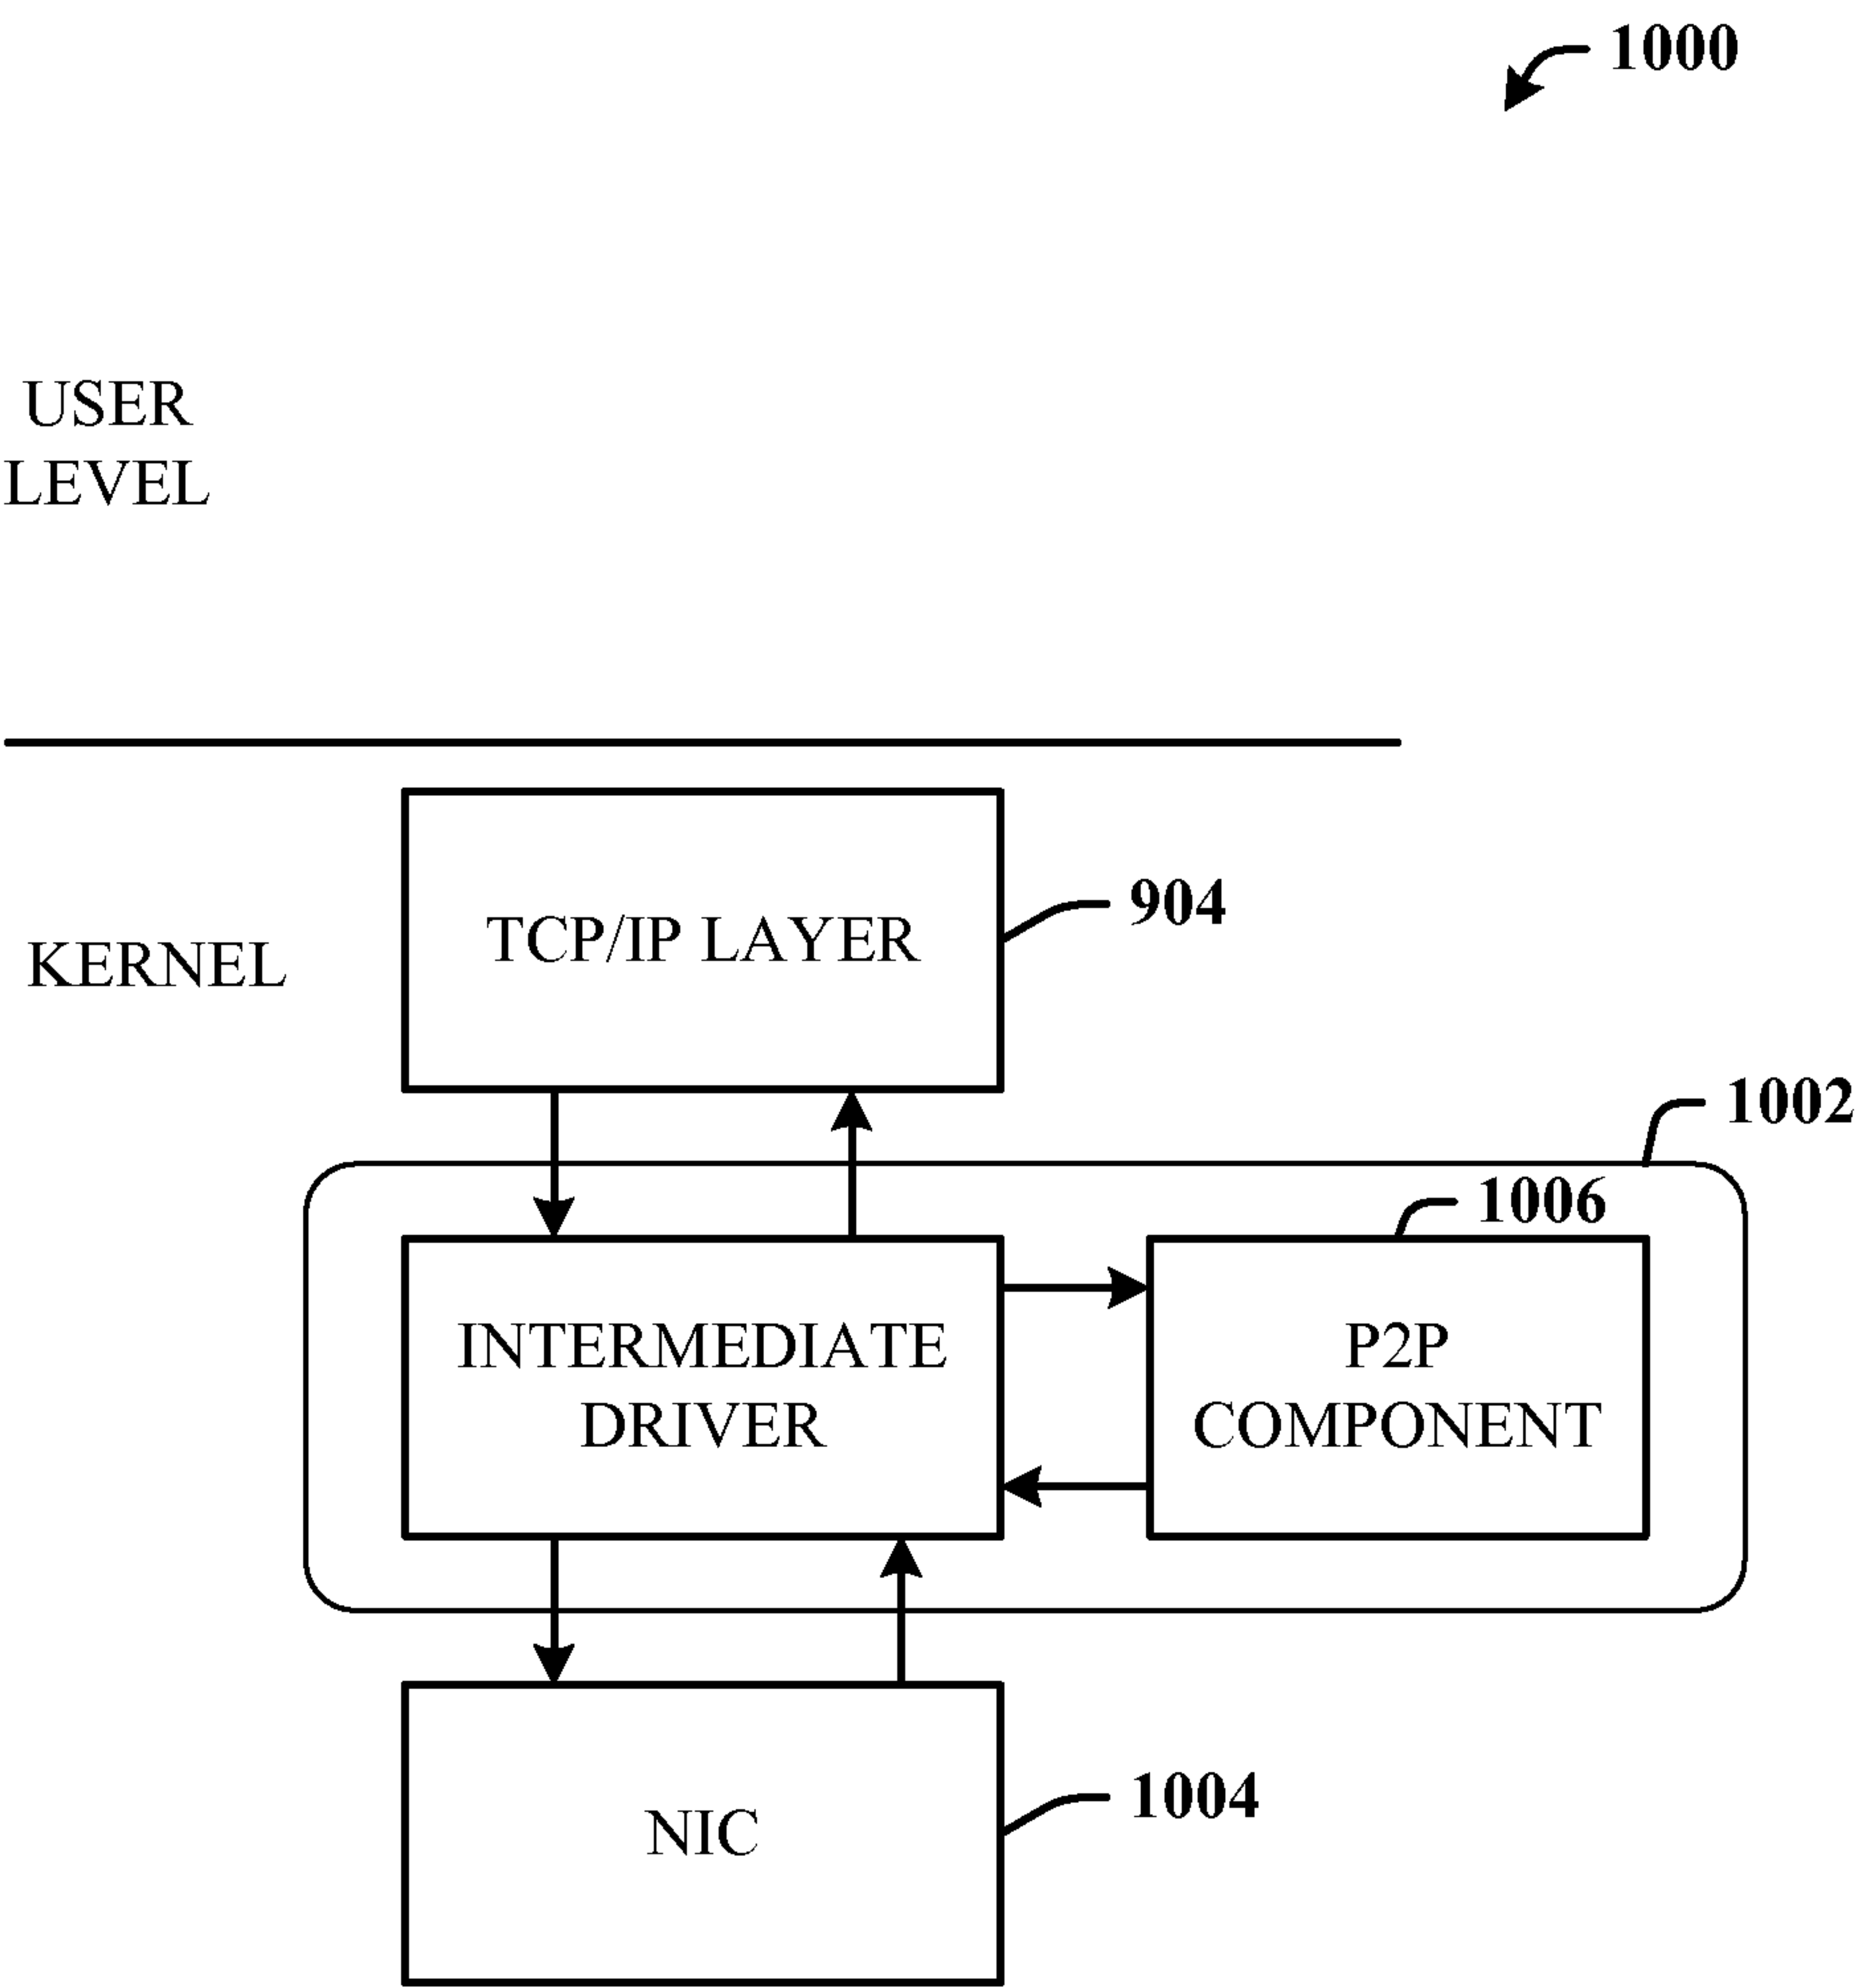 1000
USER
LEVEL
TCP/IP LAYER
904
KERNEL
1002
1006
INTERMEDIATE
DRIVER
P2P
COMPONENT
NIC
1004